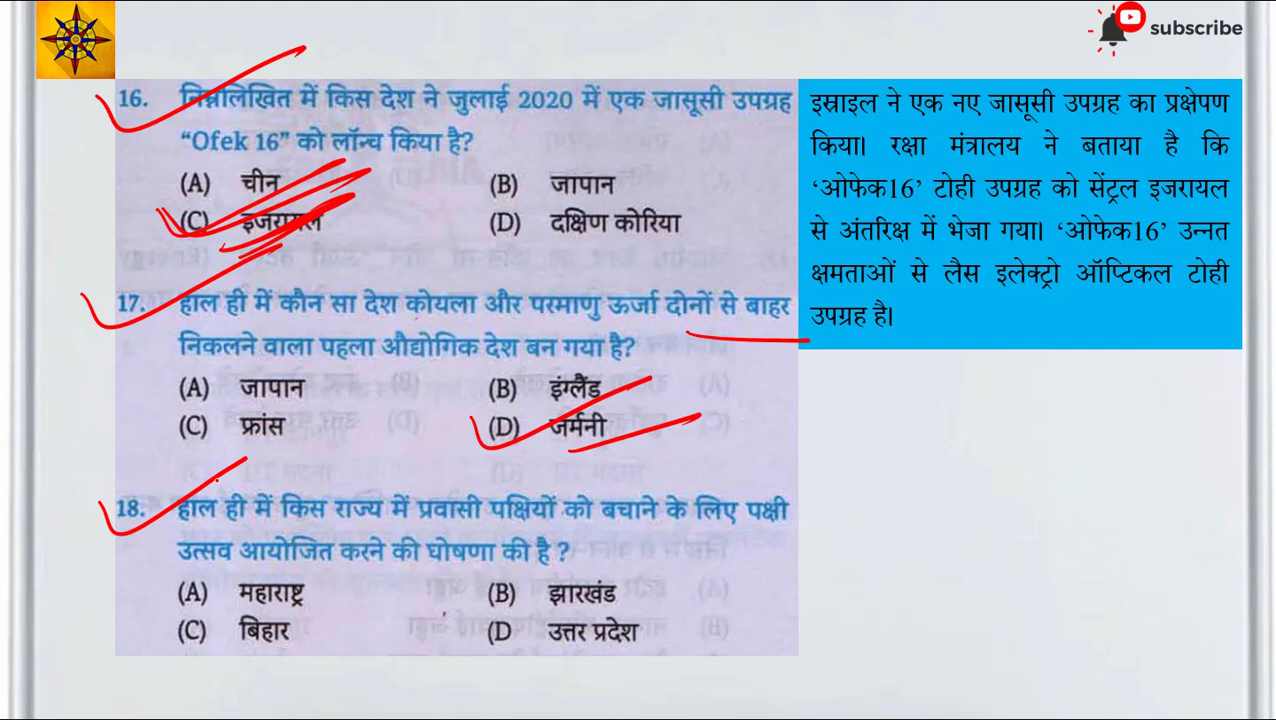 subscribe
16. निम्नलिखित में किस देश ने जुलाई 2020 में एक जासूसी उपग्रह
“Ofek 16” को लॉन्च किया है?
(A) चीन (B) जापान
(C) इजरायल (D) दक्षिण कोरिया
17. हाल ही में कौन सा देश कोयला और परमाणु ऊर्जा दोनों से बाहर
निकलने वाला पहला औद्योगिक देश बन गया है?
(A) जापान (B) इंग्लैंड
(C) फ्रांस (D) जर्मनी
18. हाल ही में किस राज्य में प्रवासी पक्षियों को बचाने के लिए पक्षी
उत्सव आयोजित करने की घोषणा की है ?
(A) महाराष्ट्र (B) झारखंड
(C) बिहार (D उत्तर प्रदेश
इस्राइल ने एक नए जासूसी उपग्रह का प्रक्षेपण
किया। रक्षा मंत्रालय ने बताया है कि
‘ओफेक16’ टोही उपग्रह को सेंट्रल इजरायल
से अंतरिक्ष में भेजा गया। ‘ओफेक16’ उन्नत
क्षमताओं से लैस इलेक्ट्रो ऑप्टिकल टोही
उपग्रह है।